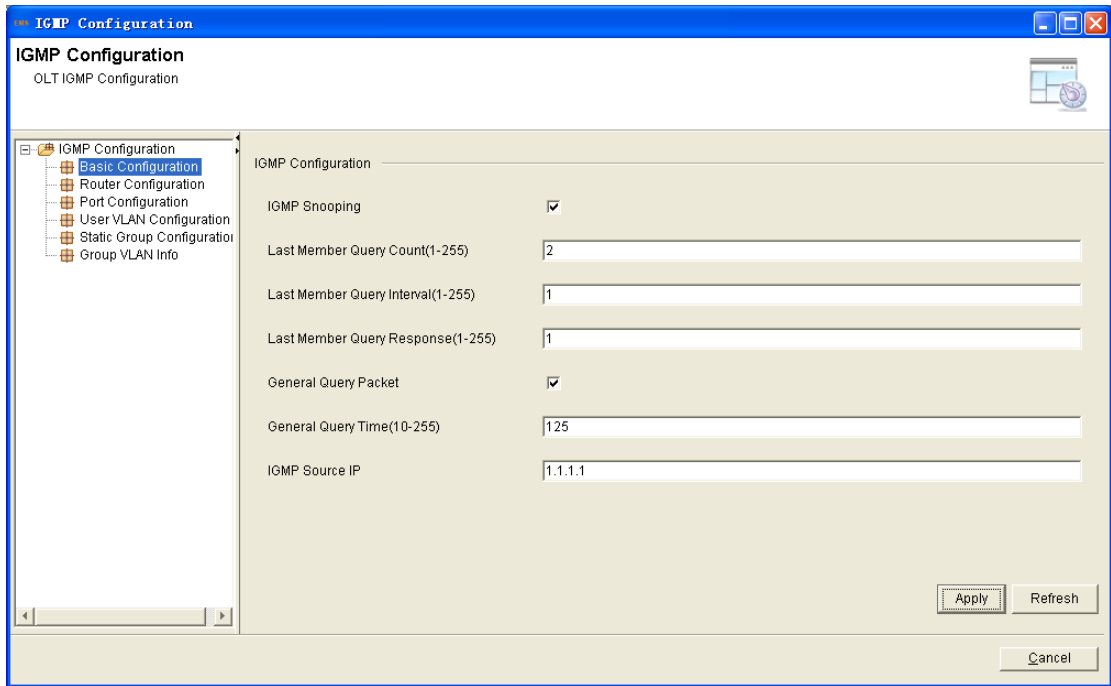 EMS IGMP Configuration
IGMP Configuration
OLT IGMP Configuration
IGMP Configuration
Basic Configuration
Router Configuration
Port Configuration
User VLAN Configuration
Static Group Configuration
Group VLAN Info
IGMP Configuration
IGMP Snooping
Last Member Query Count(1-255)
2
Last Member Query Interval(1-255)
1
Last Member Query Response(1-255)
1
General Query Packet
General Query Time(10-255)
125
IGMP Source IP
1.1.1.1
Apply
Refresh
Cancel